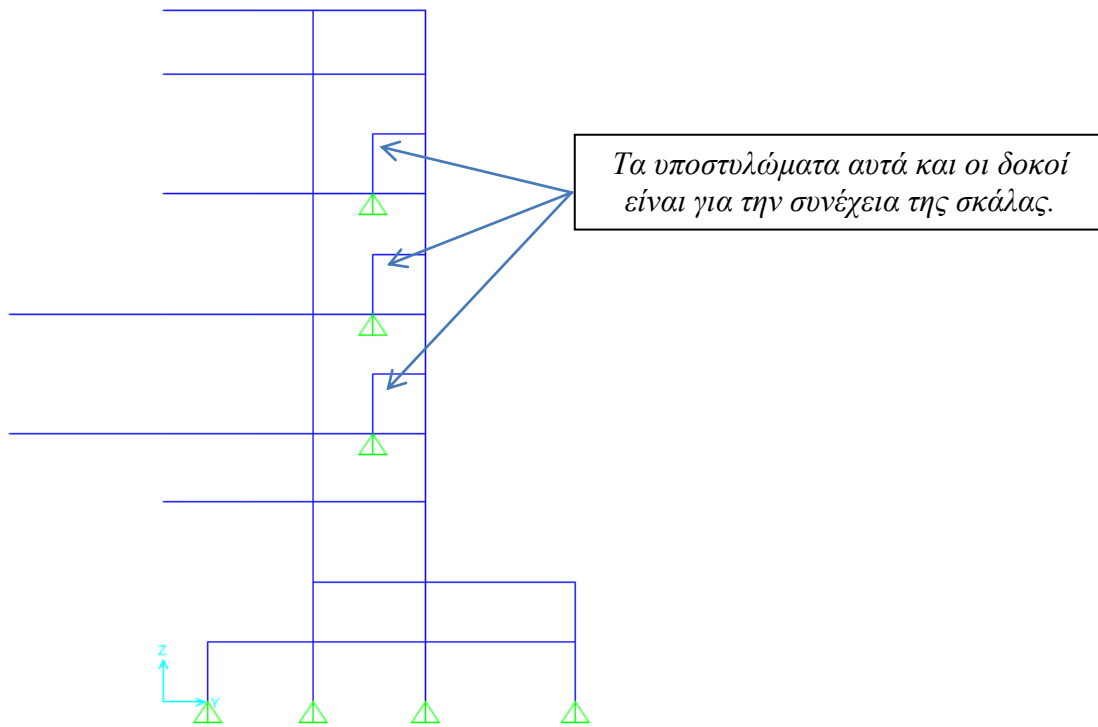 Τα υποστυλώματα αυτά και οι δοκοί
είναι για την συνέχεια της σκάλας.
Z
Y